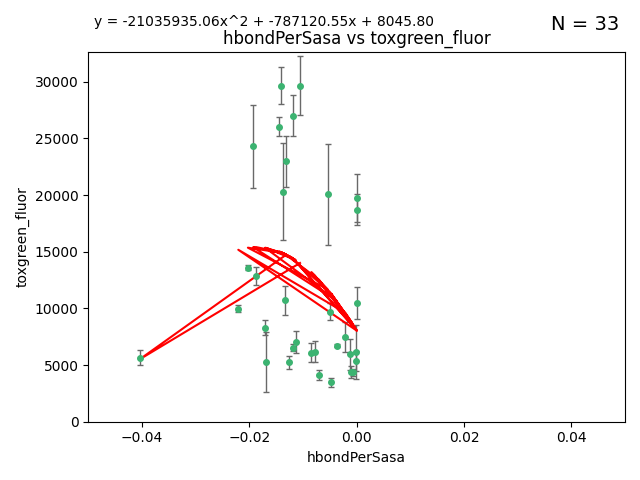 y = -21035935.06x^2 + -787120.55x + 8045.80
N = 33
hbondPerSasa vs toxgreen_fluor
toxgreen_fluor
30000
25000
20000
15000
10000
5000
0
−0.04
−0.02
0.00
0.02
0.04
hbondPerSasa